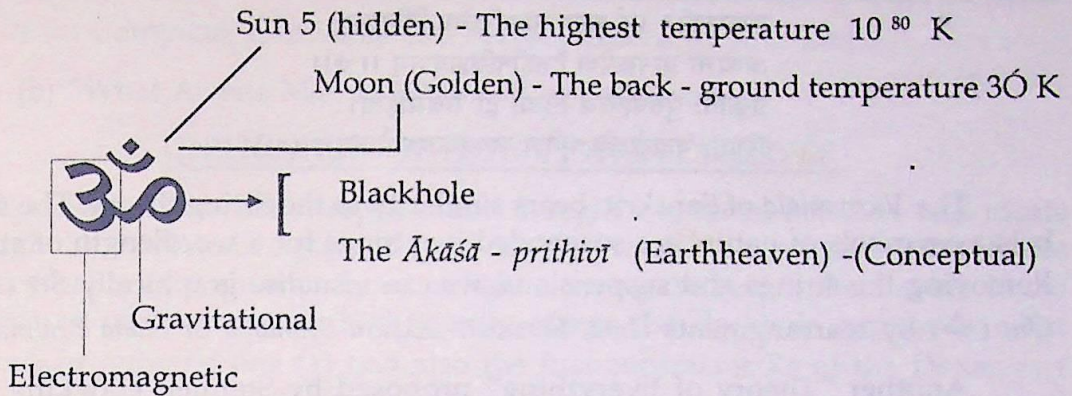 Sun 5 (hidden) - The highest temperature 10 ⁸⁰ K
Moon (Golden) - The back - ground temperature 3Ó K
ॐ
Blackhole
The Ākāśā - prithivī (Earthheaven) -(Conceptual)
Gravitational
Electromagnetic